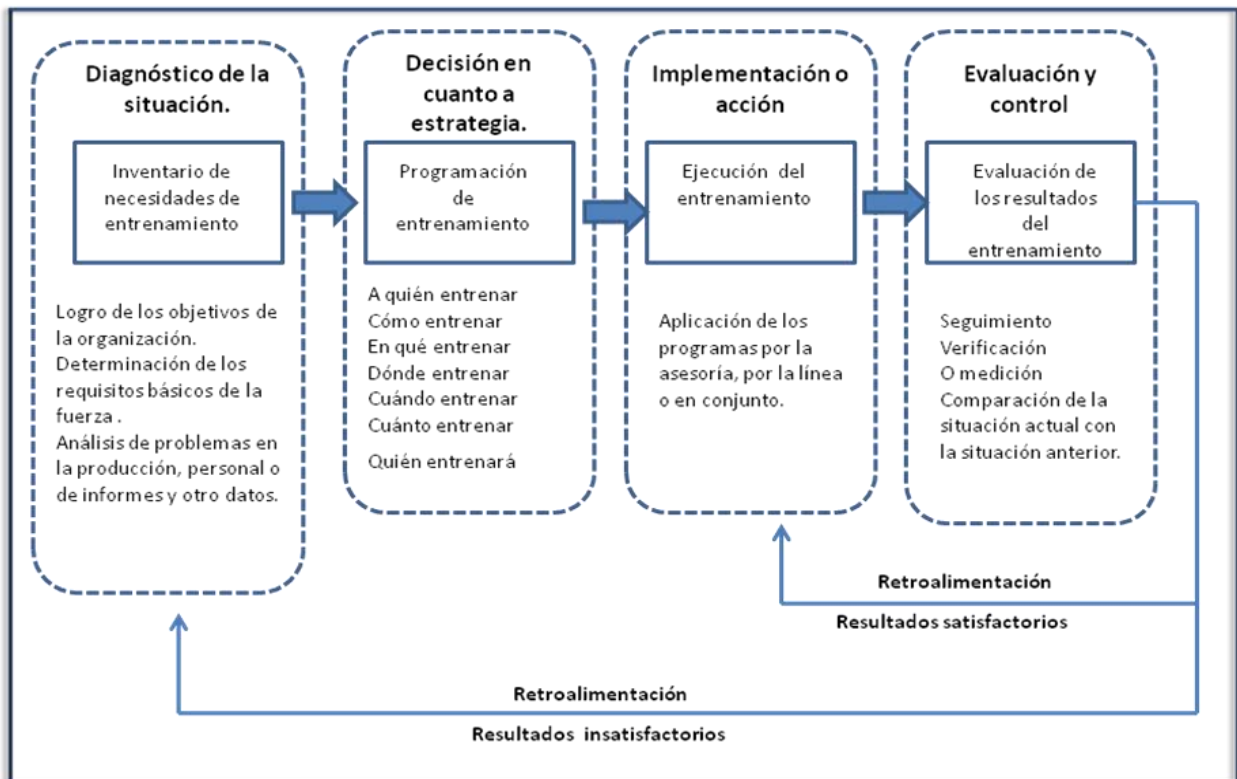 Diagnóstico de la
situación.
Inventario de
necesidades de
entrenamiento
Logro de los objetivos de
la organización.
Determinación de los
requisitos básicos de la
fuerza .
Análisis de problemas en
la producción, personal o
de informes y otro datos.
Decisión en
cuanto a
estrategia.
Programación
de
entrenamiento
A quién entrenar
Cómo entrenar
En qué entrenar
Dónde entrenar
Cuándo entrenar
Cuánto entrenar
Quién entrenará
Implementación o
acción
Ejecución del
entrenamiento
Aplicación de los
programas por la
asesoría, por la línea
o en conjunto.
Evaluación y
control
Evaluación de
los resultados
del
entrenamiento
Seguimiento
Verificación
O medición
Comparación de la
situación actual con
la situación anterior.
Retroalimentación
Resultados satisfactorios
Retroalimentación
Resultados insatisfactorios